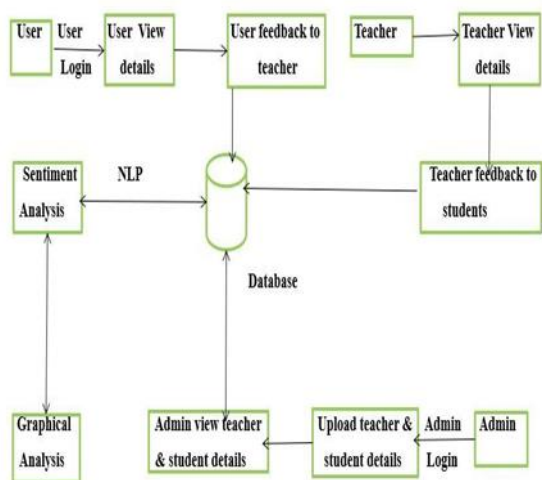 User
User
Login
User View
details
User feedback to
teacher
Teacher
Teacher View
details
Sentiment
Analysis
NLP
Teacher feedback to
students
Database
Graphical
Analysis
Admin view teacher
& student details
Upload teacher &
student details
Admin
Login
Admin